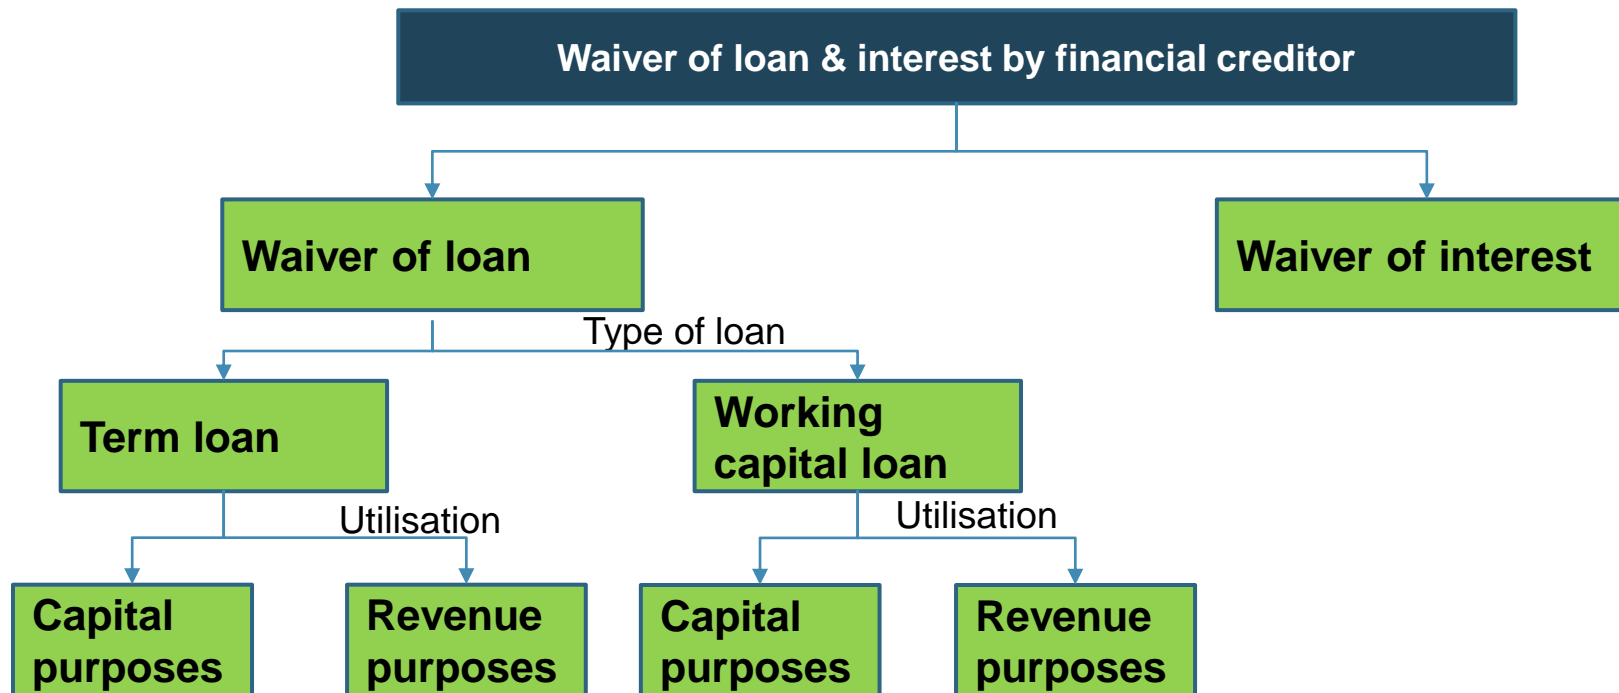 Waiver of loan & interest by financial creditor
Waiver of loan
Waiver of interest
Type of loan
Term loan
Working
capital loan
Utilisation
Utilisation
Capital
purposes
Revenue
purposes
Capital
purposes
Revenue
purposes